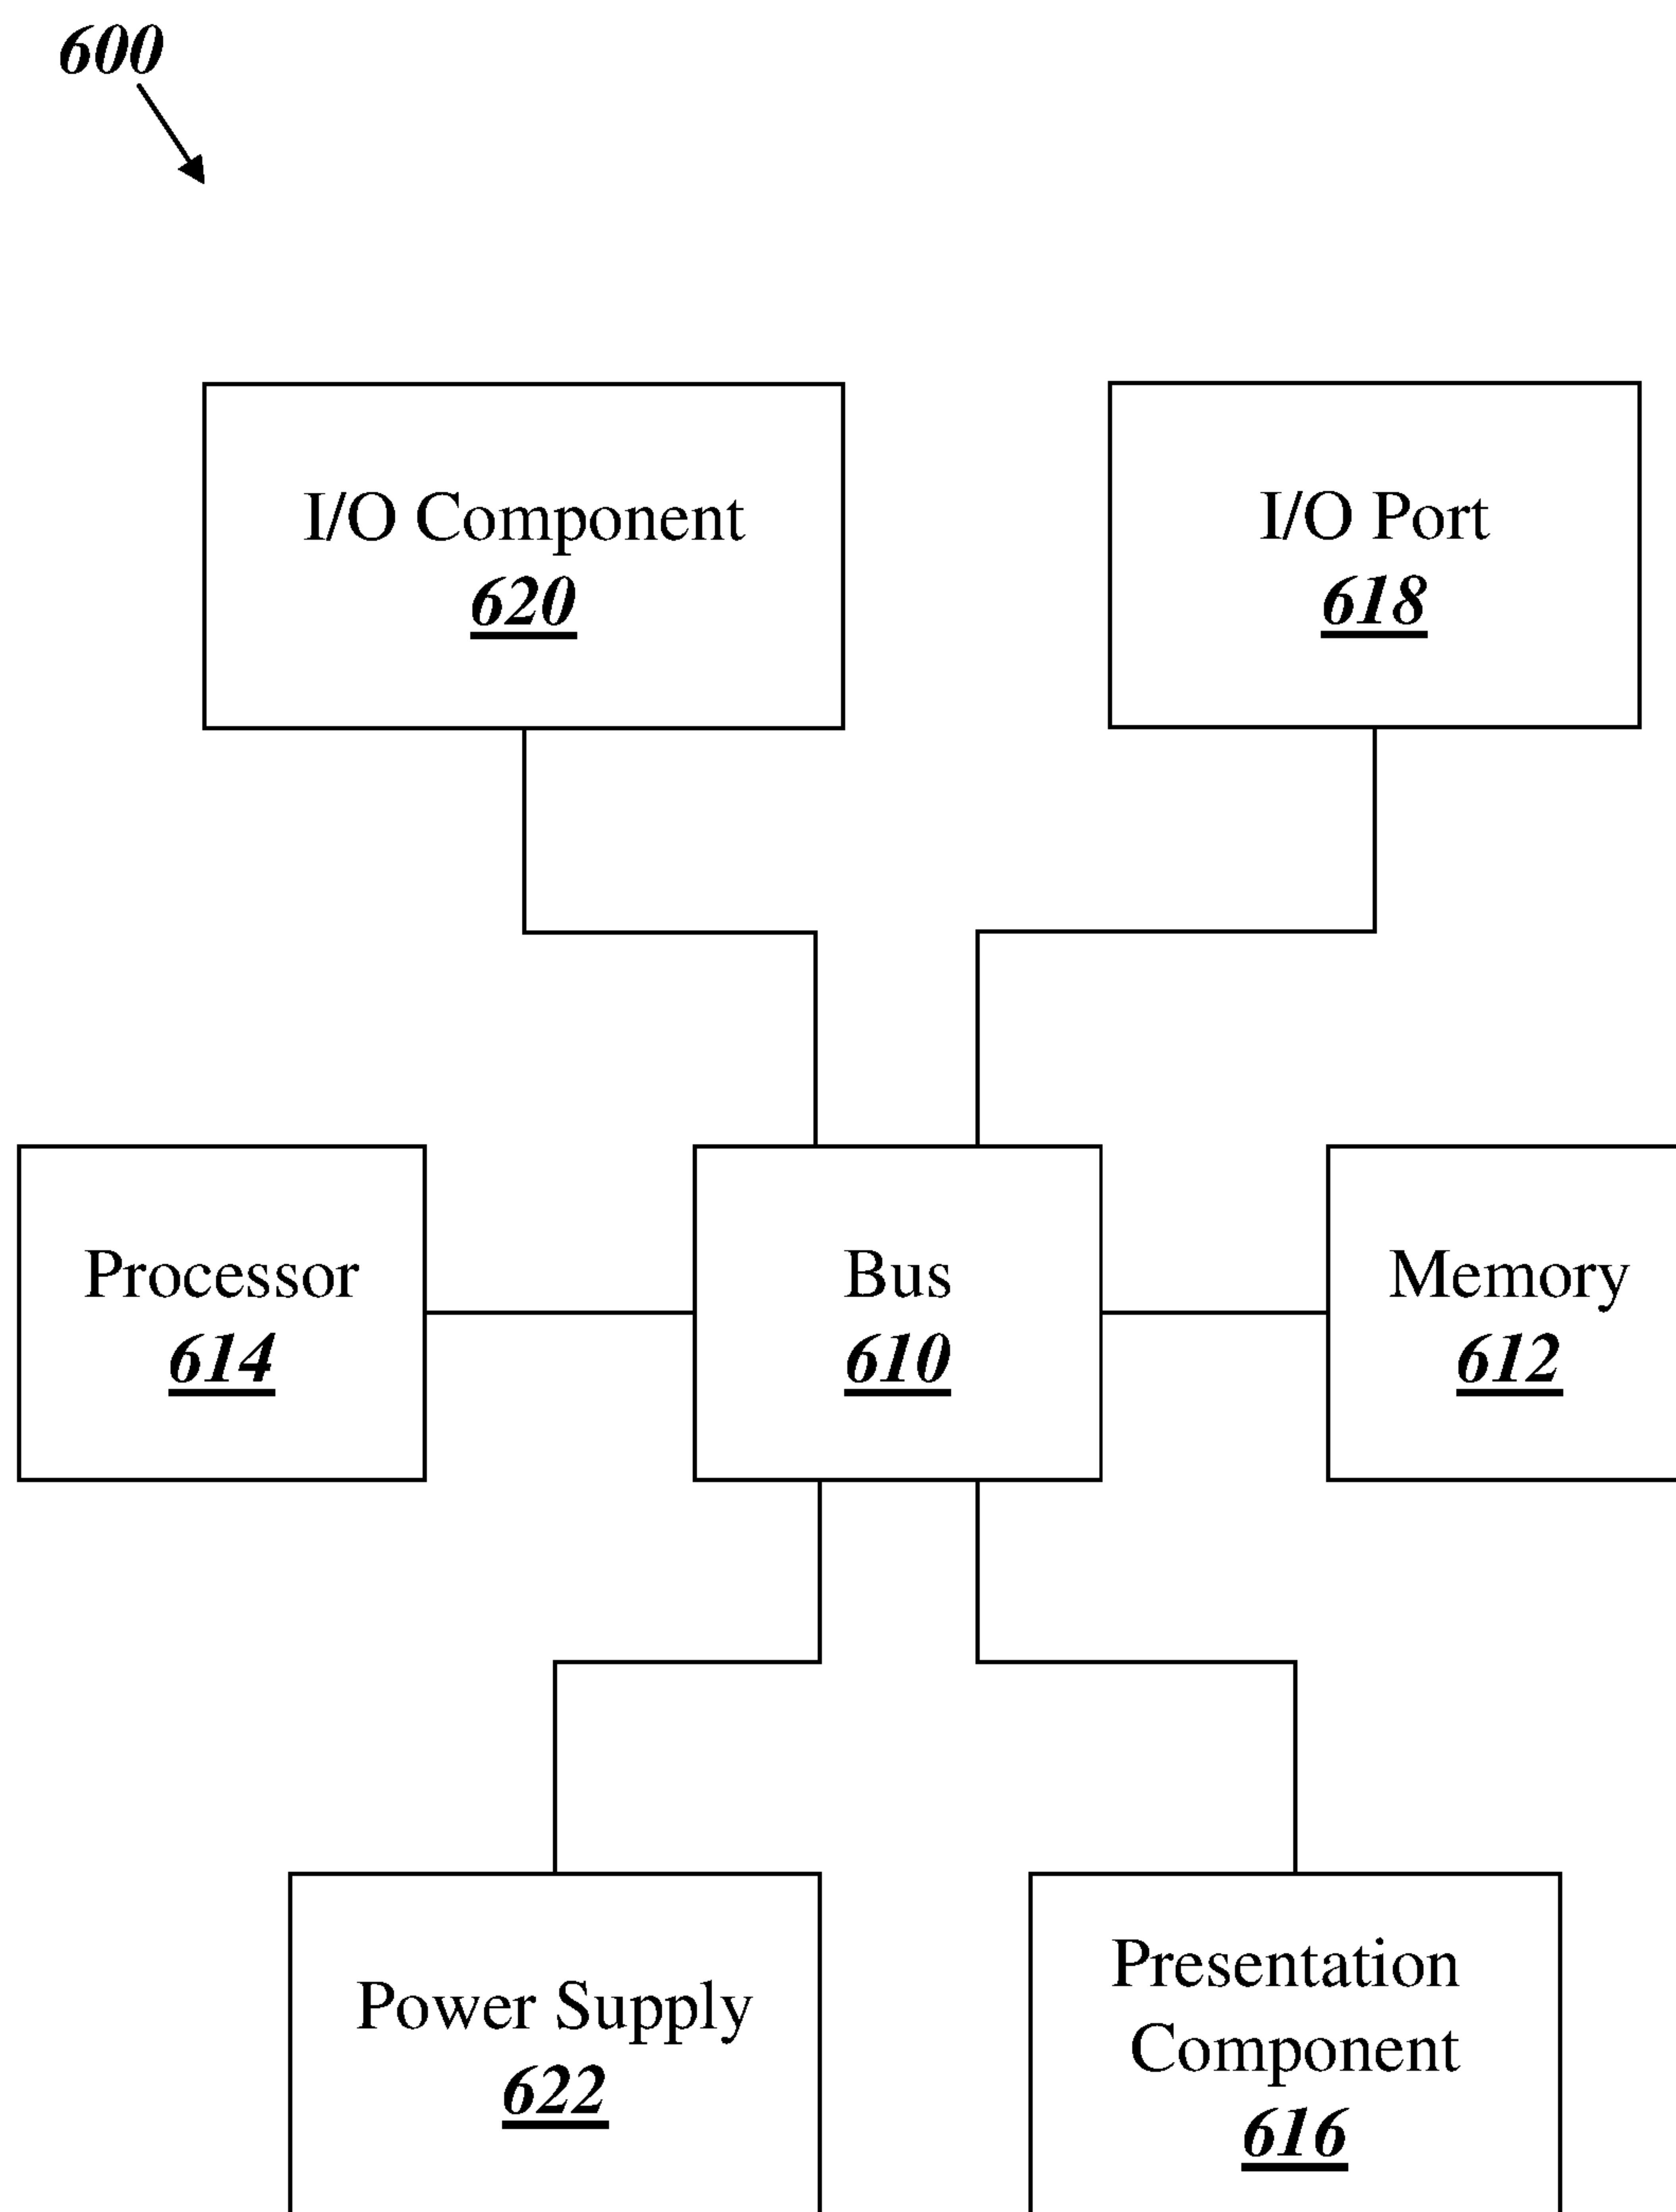 600
I/O Component
620
I/O Port
618
Processor
614
Bus
610
Memory
612
Power Supply
622
Presentation
Component
616